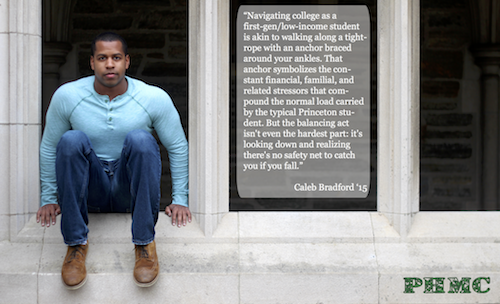 “Navigating college as a
first-gen/low-income student
is akin to walking along a tight-
rope with an anchor braced
around your ankles. That
anchor symbolizes the con-
stant financial, familial, and
related stressors that com-
pound the normal load carried
by the typical Princeton stu-
dent. But the balancing act
isn't even the hardest part: it's
looking down and realizing
there's no safety net to catch
you if you fall.”
Caleb Bradford '15
PHMC